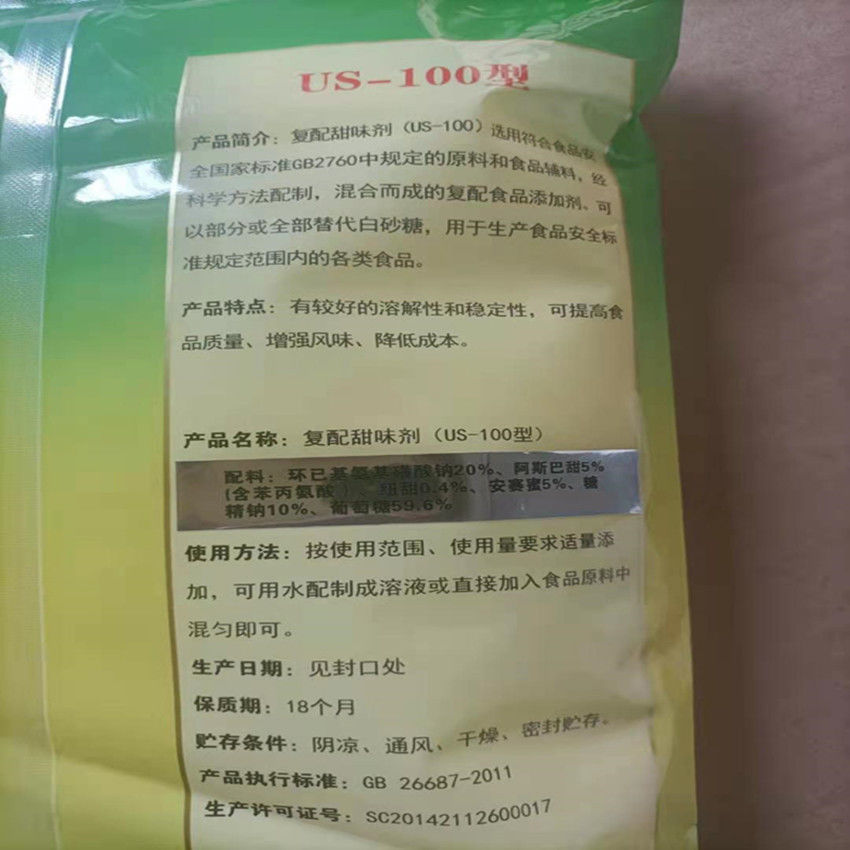 US-100型
产品简介：复配甜味剂（US-100）选用符合食品安
全国家标准GB2760中规定的原料和食品辅料，经
科学方法配制，混合而成的复配食品添加剂。可
以部分或全部替代白砂糖，用于生产食品安全标
准规定范围内的各类食品。
产品特点：有较好的溶解性和稳定性，可提高食
品质量、增强风味、降低成本。
产品名称：复配甜味剂（US-100型）
配料：环已基氨基磺酸钠20%、阿斯巴甜5%
(含苯丙氨酸）、纽甜0.4%、安赛蜜5%、糖
精钠10%、葡萄糖59.6%
使用方法：按使用范围、使用量要求适量添
加，可用水配制成溶液或直接加入食品原料中
混匀即可。
生产日期：见封口处
保质期：18个月
贮存条件：阴凉、通风、干燥、密封贮存。
产品执行标准：GB 26687-2011
生产许可证号：SC20142112600017